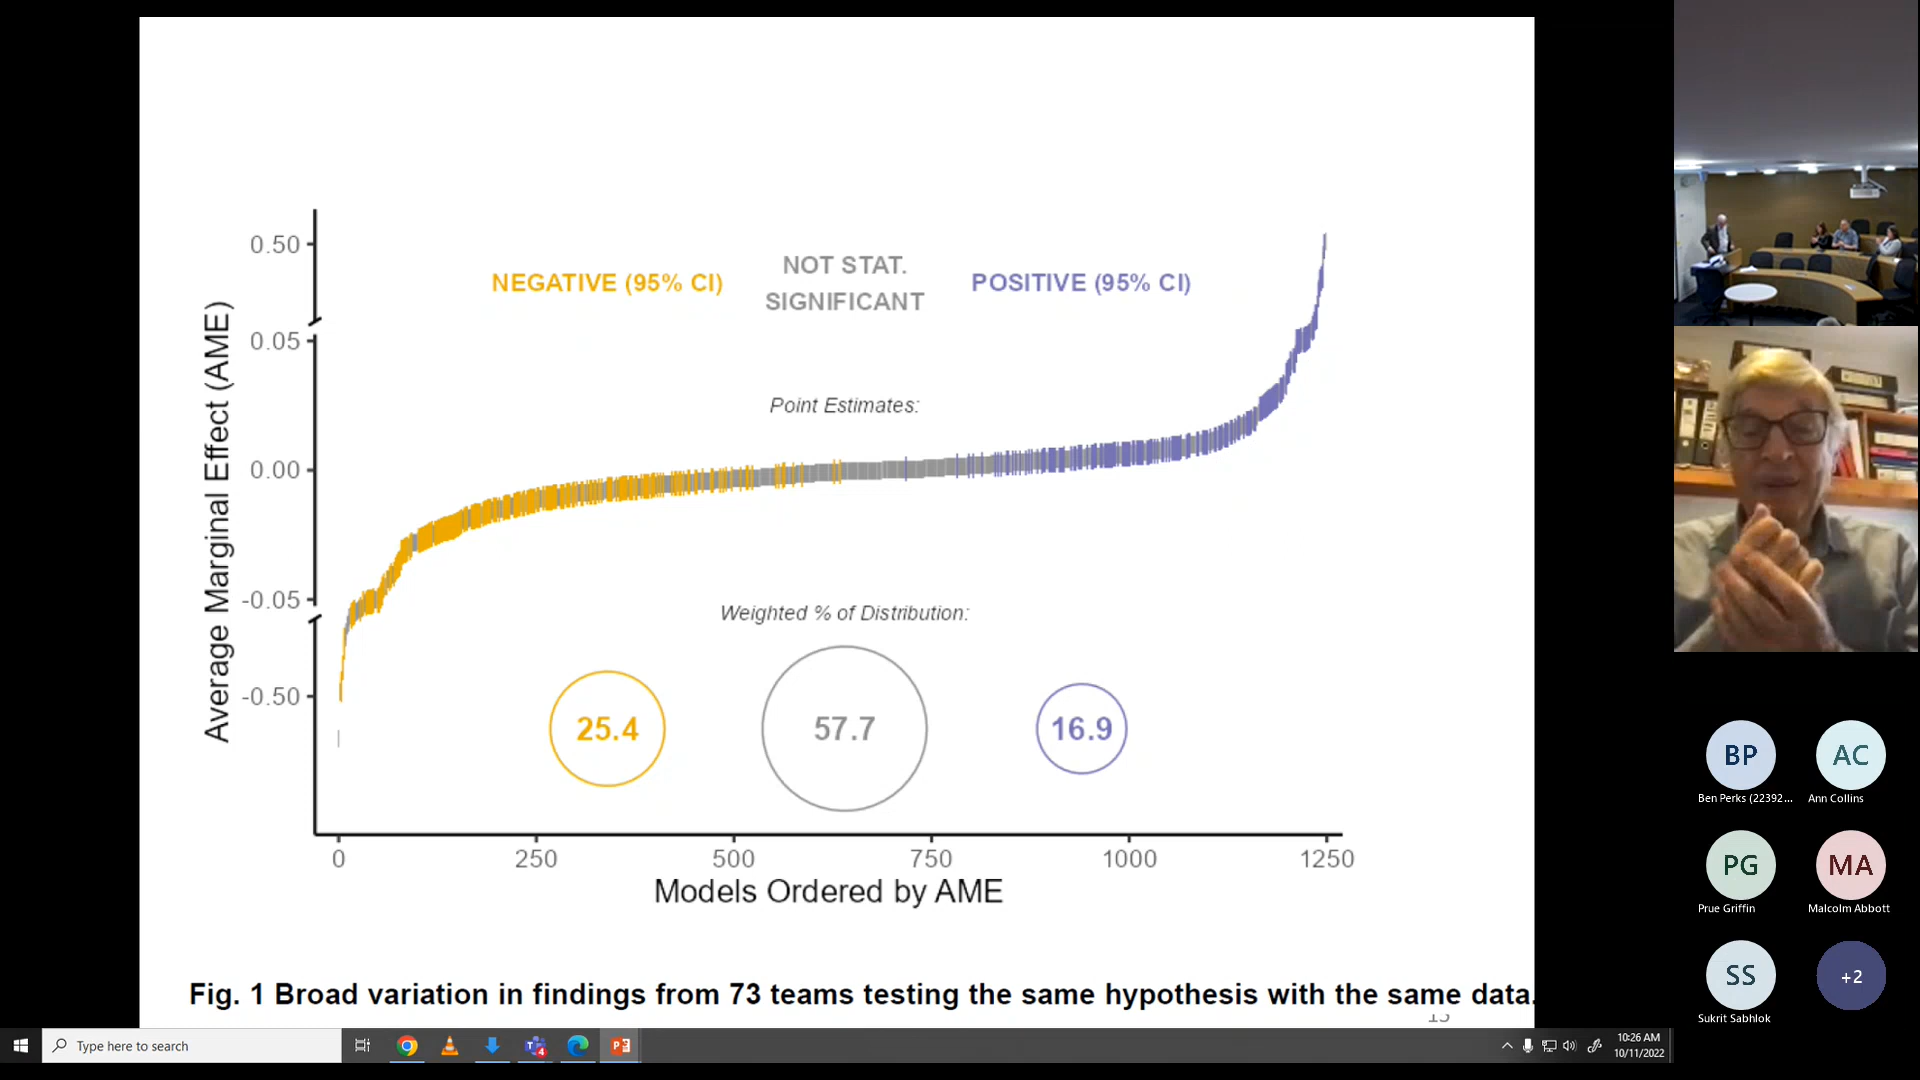 0.50
0.05
0.00
-0.05
-0.50
Average Marginal Effect (AME)
NEGATIVE (95% CI)
NOT STAT.
SIGNIFICANT
POSITIVE (95% CI)
Point Estimates:
Weighted % of Distribution:
25.4
57.7
16.9
0
250
500
750
1000
1250
Models Ordered by AME
Fig. 1 Broad variation in findings from 73 teams testing the same hypothesis with the same data.
BP
Ben Perks (22392...
AC
Ann Collins
PG
Prue Griffin
MA
Malcolm Abbott
SS
Sukrit Sabhlok
+2
Type here to search
4
10:26 AM
10/11/2022